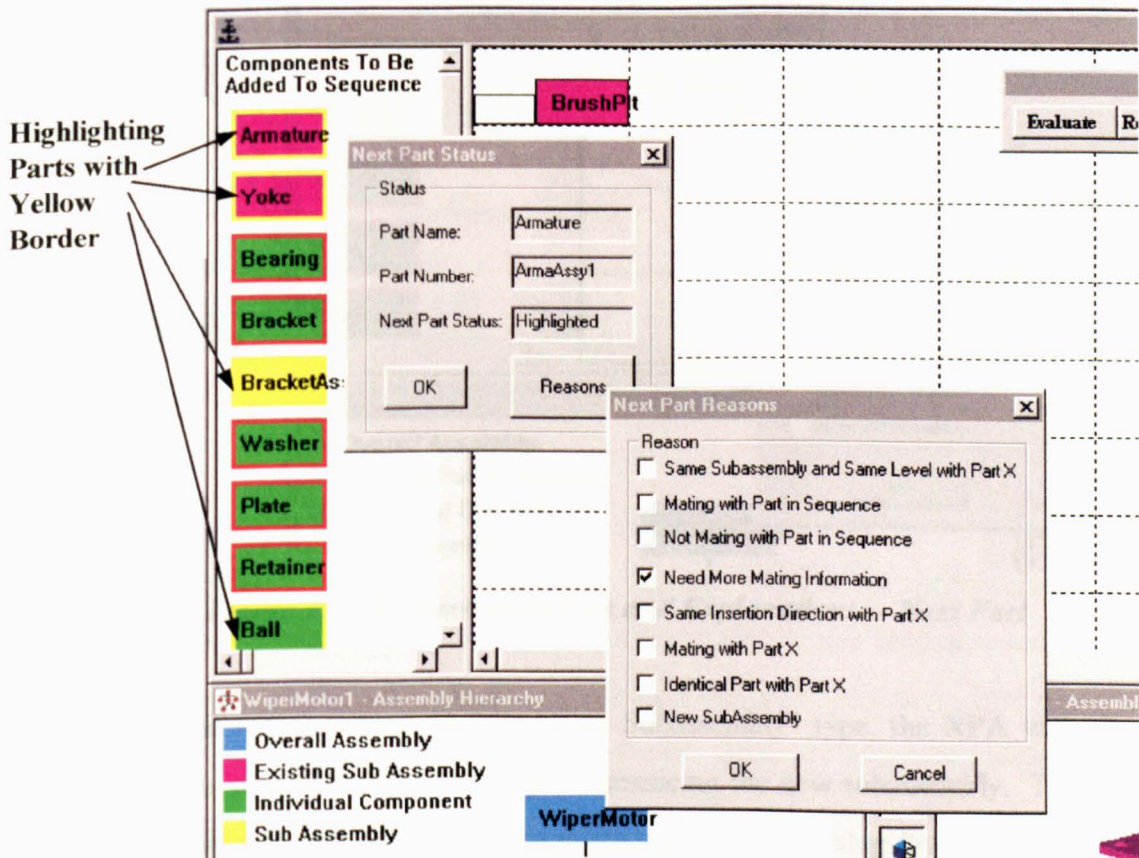 Components To Be
Added To Sequence
Highlighting
Parts with
Yellow
Border
Armature
Yoke
Bearing
Bracket
BracketAs
Washer
Plate
Retainer
Ball
BrushPlt
Evaluate
Next Part Status
Status
Part Name:
Armature
Part Number:
ArmaAssy1
Next Part Status:
Highlighted
OK
Reasons
Next Part Reasons
Reason
Same Subassembly and Same Level with Part X
Mating with Part in Sequence
Not Mating with Part in Sequence
Need More Mating Information
Same Insertion Direction with Part X
Mating with Part X
Identical Part with Part X
New SubAssembly
OK
Cancel
WiperMotor1 - Assembly Hierarchy
- Assembl
Overall Assembly
Existing Sub Assembly
Individual Component
Sub Assembly
WiperMotor